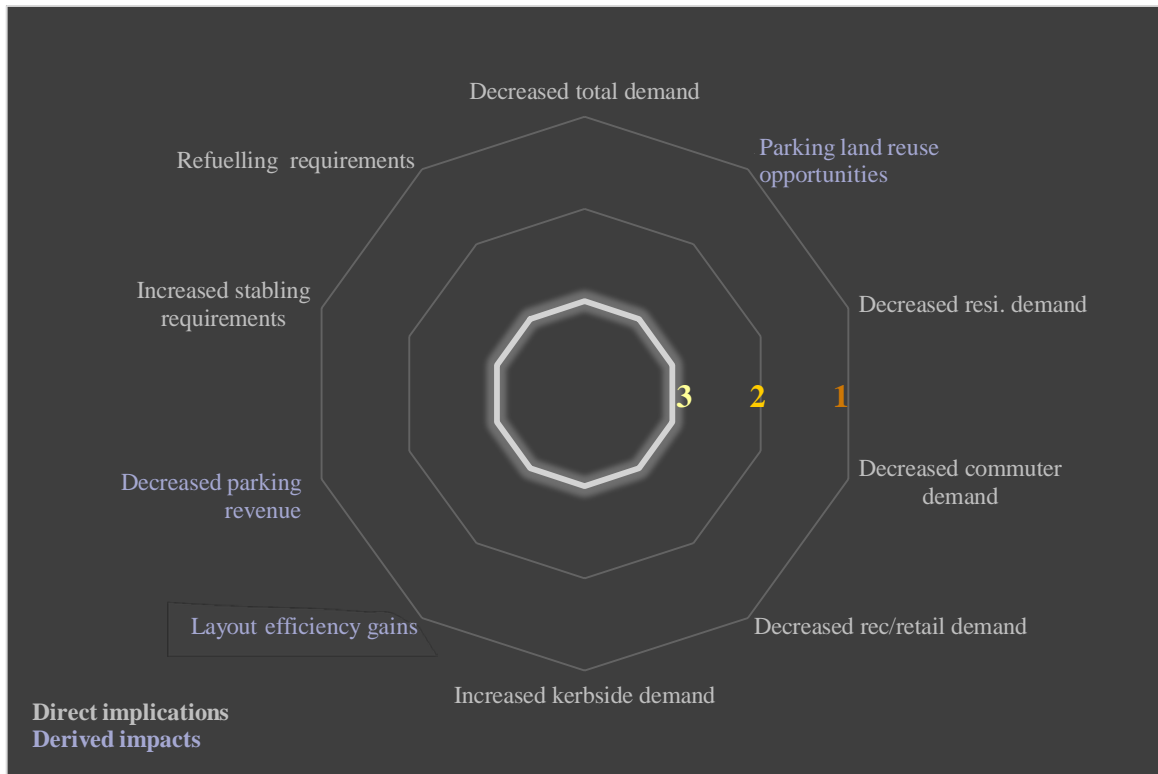 Decreased total demand
Refuelling requirements
Parking land reuse
opportunities
Increased stabling
requirements
Decreased resi. demand
3 2 1
Decreased parking
revenue
Decreased commuter
demand
Layout efficiency gains
Decreased rec/retail demand
Increased kerbside demand
Direct implications
Derived impacts